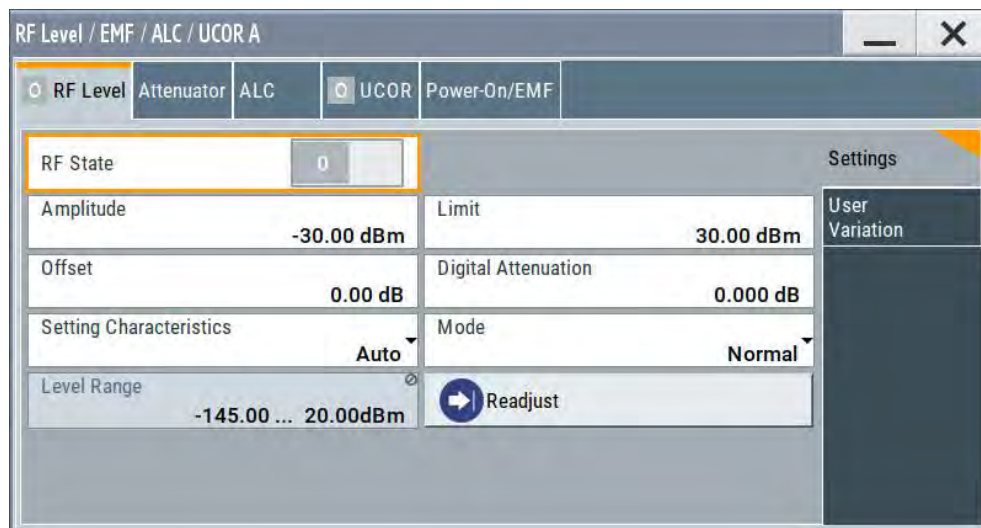 RF Level / EMF / ALC / UCOR A
0 RF Level Attenuator ALC 0 UCOR Power-On/EMF
RF State 0
Settings
Amplitude
-30.00 dBm
Limit
30.00 dBm
User
Variation
Offset
0.00 dB
Digital Attenuation
0.000 dB
Setting Characteristics
Auto
Mode
Normal
Level Range
-145.00 ... 20.00dBm
Readjust